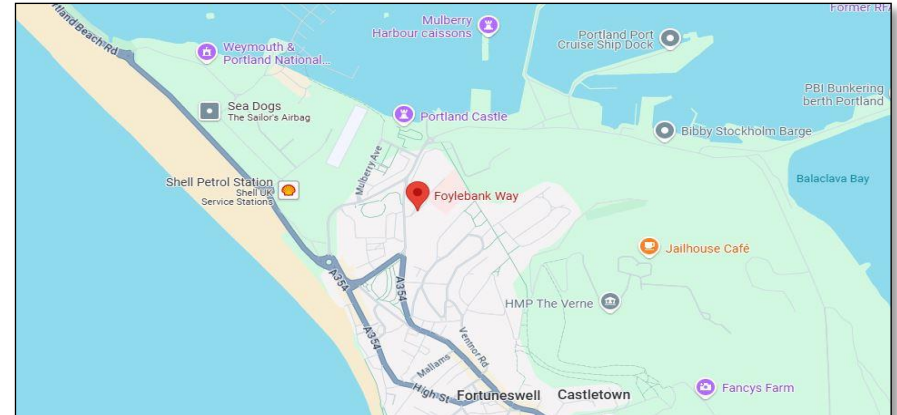 Portland Beach Rd
Mulberry
Harbour caissons
Former RFA
Weymouth &
Portland National...
Portland Port
Cruise Ship Dock
PBI Bunkering
berth Portland
Sea Dogs
The Sailor's Airbag
Portland Castle
Bibby Stockholm Barge
Mulberry Ave
Shell Petrol Station
Shell UK
Service Stations
Foylebank Way
Balaclava Bay
Jailhouse Café
A354
A354
HMP The Verne
A354
Ventnor Rd
Mallams
High St
Fortuneswell
Castletown
Fancys Farm